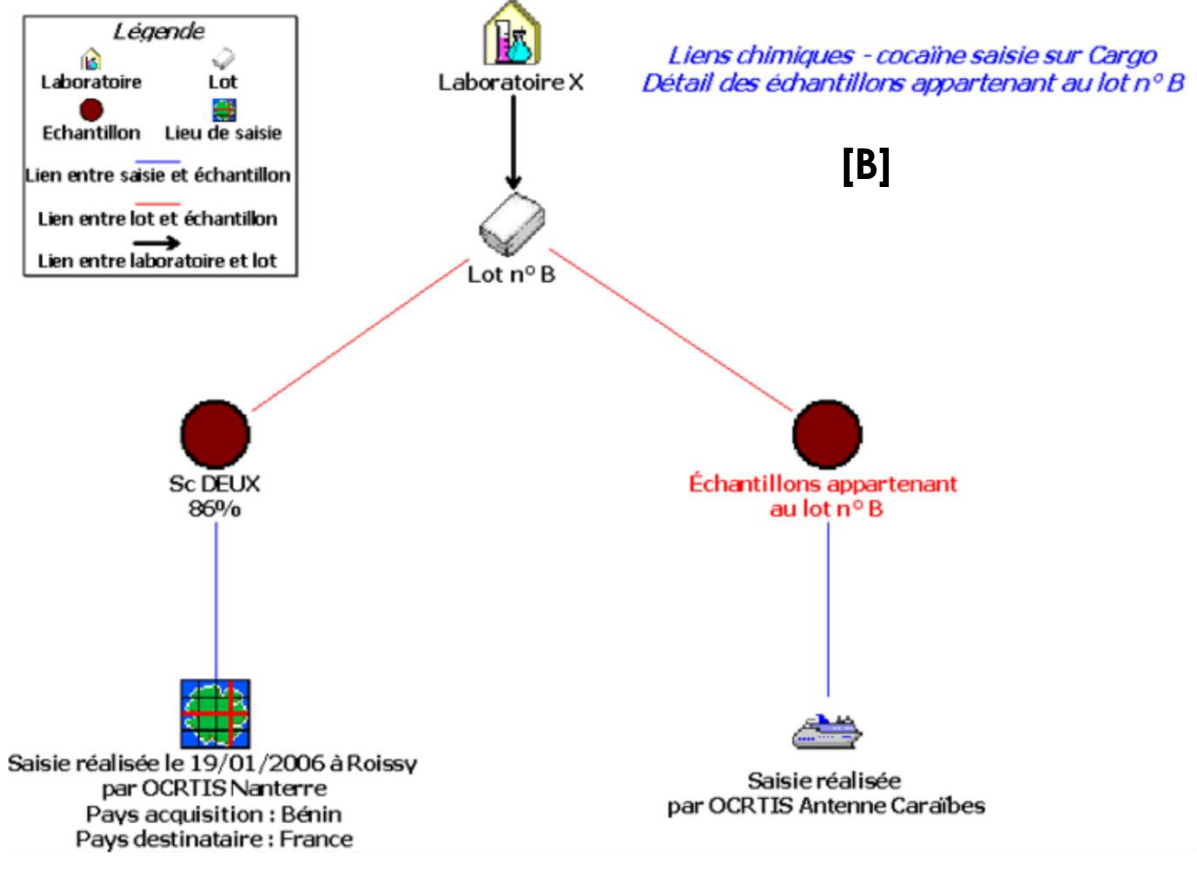 Légende
Laboratoire
Lot
Echantillon
Lieu de saisie
Lien entre saisie et échantillon
Lien entre lot et échantillon
Lien entre laboratoire et lot
Laboratoire X
Liens chimiques - cocaïne saisie sur Cargo
Détail des échantillons appartenant au lot n° B
[B]
Lot n° B
Sc DEUX
86%
Échantillons appartenant
au lot n° B
Saisie réalisée le 19/01/2006 à Roissy
par OCRTIS Nanterre
Pays acquisition : Bénin
Pays destinataire : France
Saisie réalisée
par OCRTIS Antenne Caraïbes